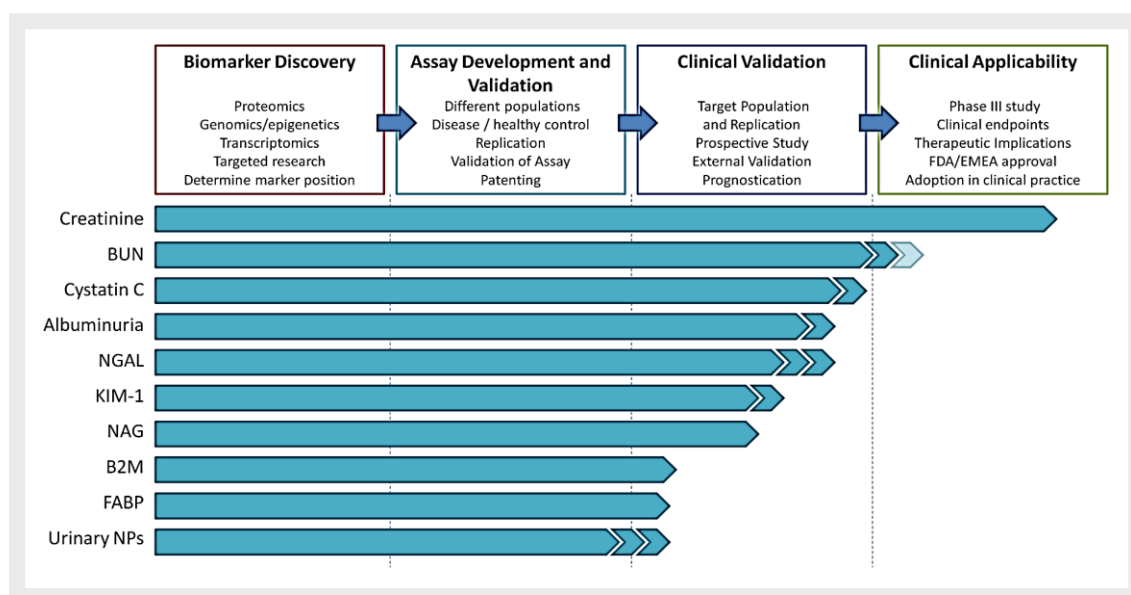 Biomarker Discovery
Proteomics
Genomics/epigenetics
Transcriptomics
Targeted research
Determine marker position
Assay Development and
Validation
Different populations
Disease / healthy control
Replication
Validation of Assay
Patenting
Clinical Validation
Target Population
and Replication
Prospective Study
External Validation
Prognostication
Clinical Applicability
Phase III study
Clinical endpoints
Therapeutic Implications
FDA/EMEA approval
Adoption in clinical practice
Creatinine
BUN
Cystatin C
Albuminuria
NGAL
KIM-1
NAG
B2M
FABP
Urinary NPs